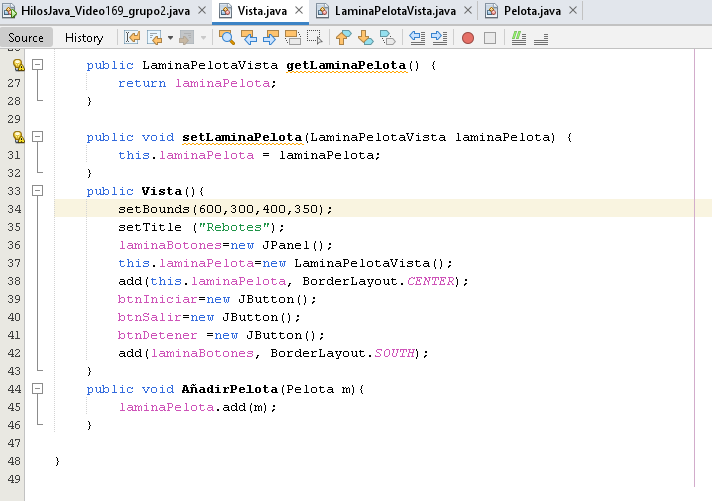 HilosJava_Video169_grupo2.java Vista.java LaminaPelotaVista.java Pelota.java
Source History
public LaminaPelotaVista getLaminaPelota() {
27 return laminaPelota;
28 }
29
public void setLaminaPelota(LaminaPelotaVista laminaPelota) {
31 this.laminaPelota = laminaPelota;
32 }
33 public Vista(){
34 setBounds(600,300,400,350);
35 setTitle ("Rebotes");
36 laminaBotones=new JPanel();
37 this.laminaPelota=new LaminaPelotaVista();
38 add(this.laminaPelota, BorderLayout.CENTER);
39 btnIniciar=new JButton();
40 btnSalir=new JButton();
41 btnDetener =new JButton();
42 add(laminaBotones, BorderLayout.SOUTH);
43 }
44 public void AñadirPelota(Pelota m){
45 laminaPelota.add(m);
46 }
47
48 }
49